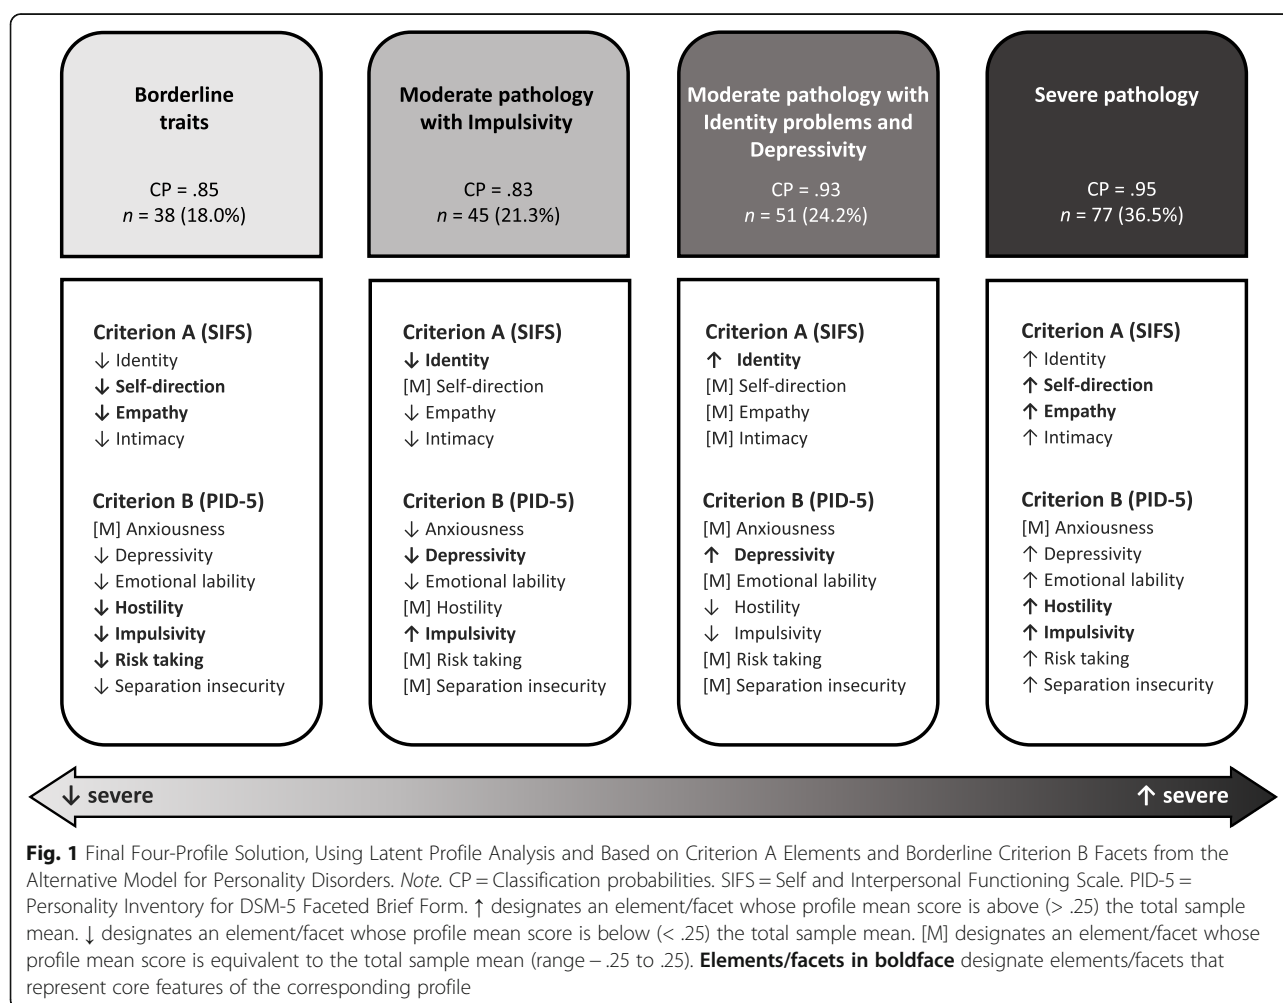 Borderline
traits
CP = .85
n = 38 (18.0%)
Criterion A (SIFS)
↓ Identity
↓ Self-direction
↓ Empathy
↓ Intimacy
Criterion B (PID-5)
[M] Anxiousness
↓ Depressivity
↓ Emotional lability
↓ Hostility
↓ Impulsivity
↓ Risk taking
↓ Separation insecurity
Moderate pathology
with Impulsivity
CP = .83
n = 45 (21.3%)
Criterion A (SIFS)
↓ Identity
[M] Self-direction
↓ Empathy
↓ Intimacy
Criterion B (PID-5)
↓ Anxiousness
↓ Depressivity
↓ Emotional lability
[M] Hostility
↑ Impulsivity
[M] Risk taking
[M] Separation insecurity
Moderate pathology with
Identity problems and
Depressivity
CP = .93
n = 51 (24.2%)
Criterion A (SIFS)
↑ Identity
[M] Self-direction
[M] Empathy
[M] Intimacy
Criterion B (PID-5)
[M] Anxiousness
↑ Depressivity
[M] Emotional lability
↓ Hostility
↓ Impulsivity
[M] Risk taking
[M] Separation insecurity
Severe pathology
CP = .95
n = 77 (36.5%)
Criterion A (SIFS)
↑ Identity
↑ Self-direction
↑ Empathy
↑ Intimacy
Criterion B (PID-5)
[M] Anxiousness
↑ Depressivity
↑ Emotional lability
↑ Hostility
↑ Impulsivity
↑ Risk taking
↑ Separation insecurity
↓ severe
↑ severe
Fig. 1 Final Four-Profile Solution, Using Latent Profile Analysis and Based on Criterion A Elements and Borderline Criterion B Facets from the
Alternative Model for Personality Disorders. Note. CP = Classification probabilities. SIFS = Self and Interpersonal Functioning Scale. PID-5 =
Personality Inventory for DSM-5 Faceted Brief Form. ↑ designates an element/facet whose profile mean score is above (> .25) the total sample
mean. ↓ designates an element/facet whose profile mean score is below (< .25) the total sample mean. [M] designates an element/facet whose
profile mean score is equivalent to the total sample mean (range – .25 to .25). Elements/facets in boldface designate elements/facets that
represent core features of the corresponding profile